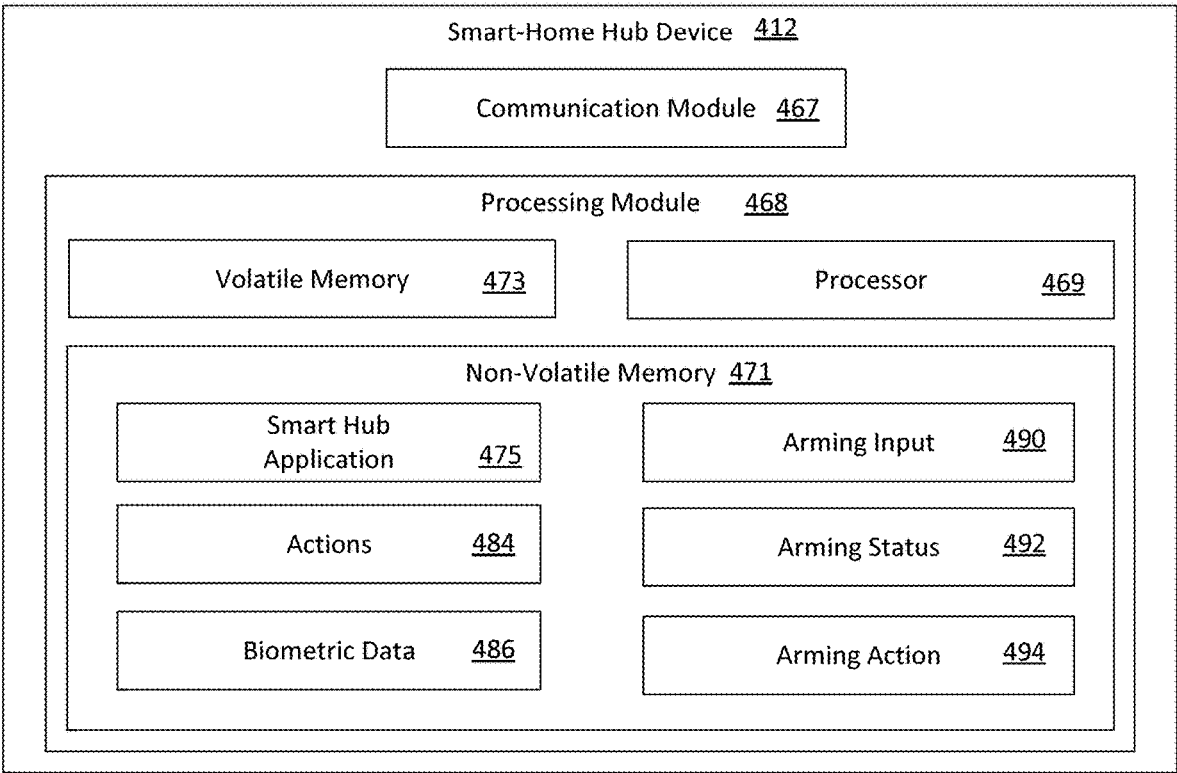 Smart-Home Hub Device 412
Communication Module 467
Processing Module 468
Volatile Memory 473
Processor 469
Non-Volatile Memory 471
Smart Hub
Application 475
Arming Input 490
Actions 484
Arming Status 492
Biometric Data 486
Arming Action 494